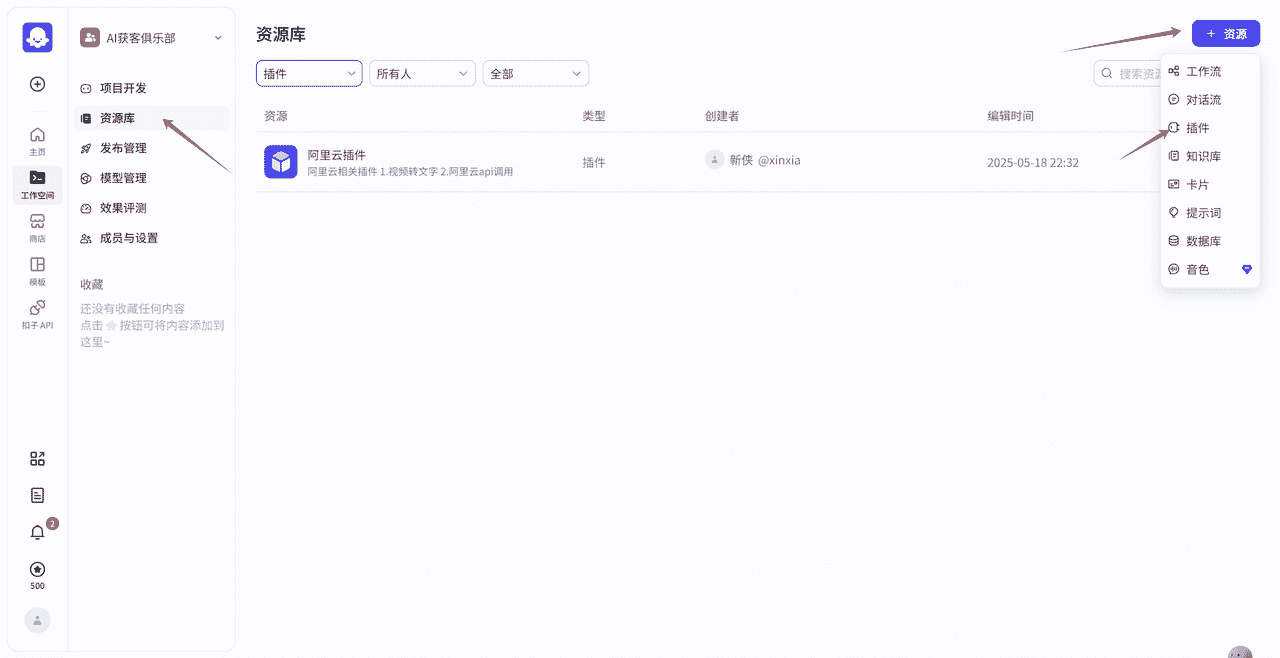 AI获客俱乐部
项目开发
资源库
发布管理
模型管理
效果评测
成员与设置
收藏
还没有收藏任何内容
点击 按钮可将内容添加到
这里~
主页
工作空间
商店
模板
扣子 API
2
500
资源库
+ 资源
插件
所有人
全部
搜索资源
资源
类型
创建者
编辑时间
阿里云插件
阿里云相关插件 1.视频转文字 2.阿里云api调用
插件
新侠 @xinxia
2025-05-18 22:32
工作流
对话流
插件
知识库
卡片
提示词
数据库
音色